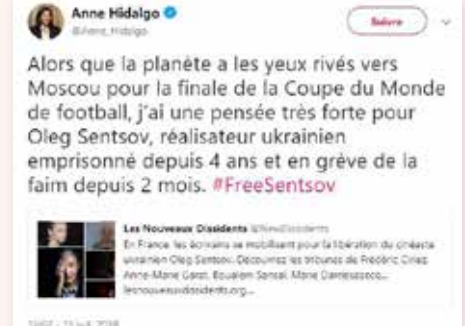 Anne Hidalgo
@Anne_Hidalgo
Suivre
Alors que la planète a les yeux rivés vers
Moscou pour la finale de la Coupe du Monde
de football, j'ai une pensée très forte pour
Oleg Sentsov, réalisateur ukrainien
emprisonné depuis 4 ans et en grève de la
faim depuis 2 mois. #FreeSentsov
Les Nouveaux Dissidents @NewDissidents
En France, les écrivains se mobilisent pour la libération du cinéaste
ukrainien Oleg Sentsov. Découvrez les tribunes de Frédéric Ciriez
Anne-Marie Garat, Boualem Sansal, Marie Darrieussecq...
lesnouveauxdissidents.org...